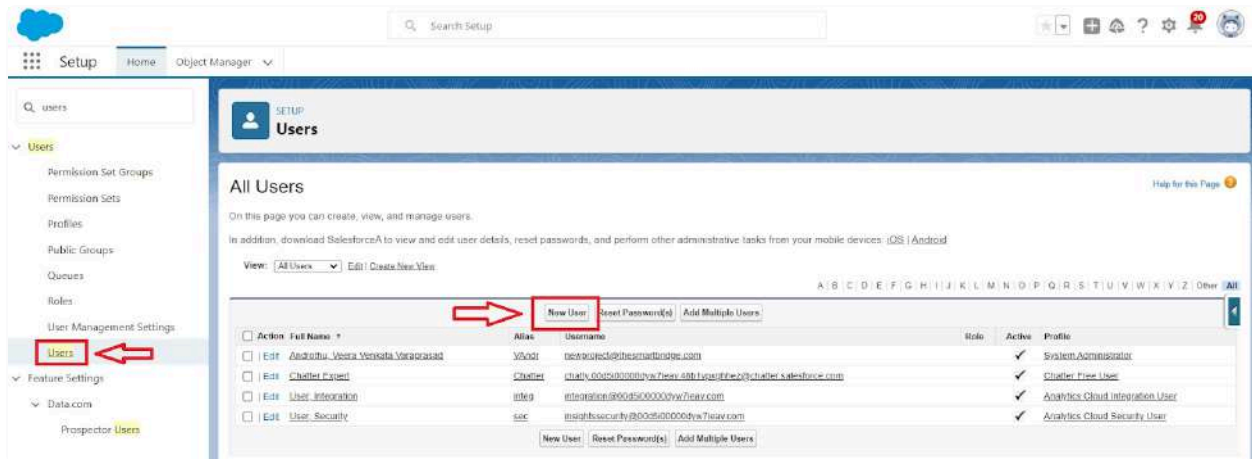 Search Setup
20
Setup Home Object Manager
users
SETUP
Users
Users
Permission Set Groups
Permission Sets
Profiles
Public Groups
Queues
Roles
User Management Settings
Users
Feature Settings
Data.com
Prospector Users
All Users
Help for this Page
On this page you can create, view, and manage users.
In addition, download SalesforceA to view and edit user details, reset passwords, and perform other administrative tasks from your mobile devices: iOS | Android
View: All Users Edit | Create New View
A | B | C | D | E | F | G | H | I | J | K | L | M | N | O | P | Q | R | S | T | U | V | W | X | Y | Z | Other All
New User Reset Password(s) Add Multiple Users
Action Full Name Alias Username Role Active Profile
Edit Androthu, Veera Venkata Varaprasad VAndr newproject@thesmartbridge.com System Administrator
Edit Chatter Expert Chatter Chatter Free User
Edit User, Integration integ integration@00d5i00000dyw7ieav.com Analytics Cloud Integration User
Edit User, Security sec insightssecurity@00d5i00000dyw7ieav.com Analytics Cloud Security User
New User Reset Password(s) Add Multiple Users